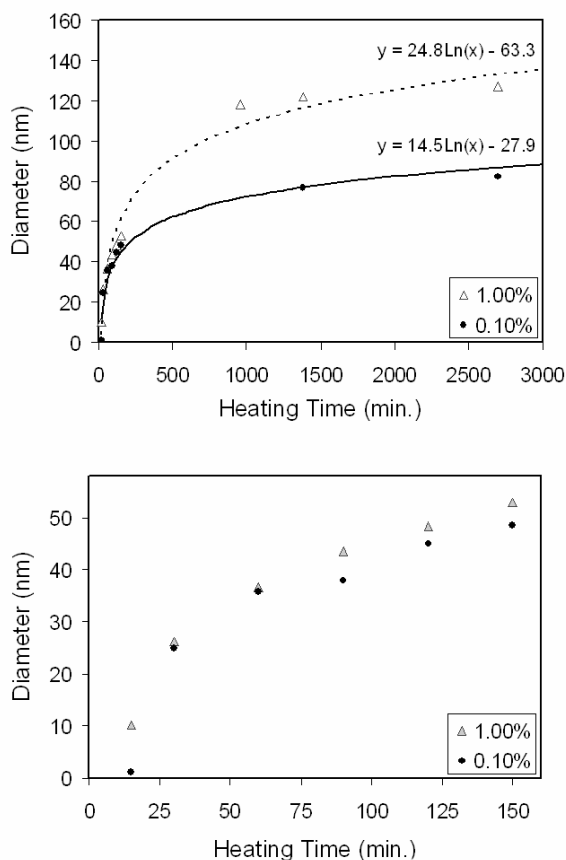 160
140
120
100
80
60
40
20
0
Diameter (nm)
y = 24.8Ln(x) - 63.3
y = 14.5Ln(x) - 27.9
1.00%
0.10%
0 500 1000 1500 2000 2500 3000
Heating Time (min.)
50
40
30
20
10
0
Diameter (nm)
1.00%
0.10%
0 25 50 75 100 125 150
Heating Time (min.)